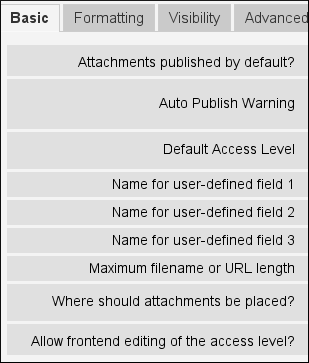 Basic Formatting Visibility Advanced
Attachments published by default?
Auto Publish Warning
Default Access Level
Name for user-defined field 1
Name for user-defined field 2
Name for user-defined field 3
Maximum filename or URL length
Where should attachments be placed?
Allow frontend editing of the access level?